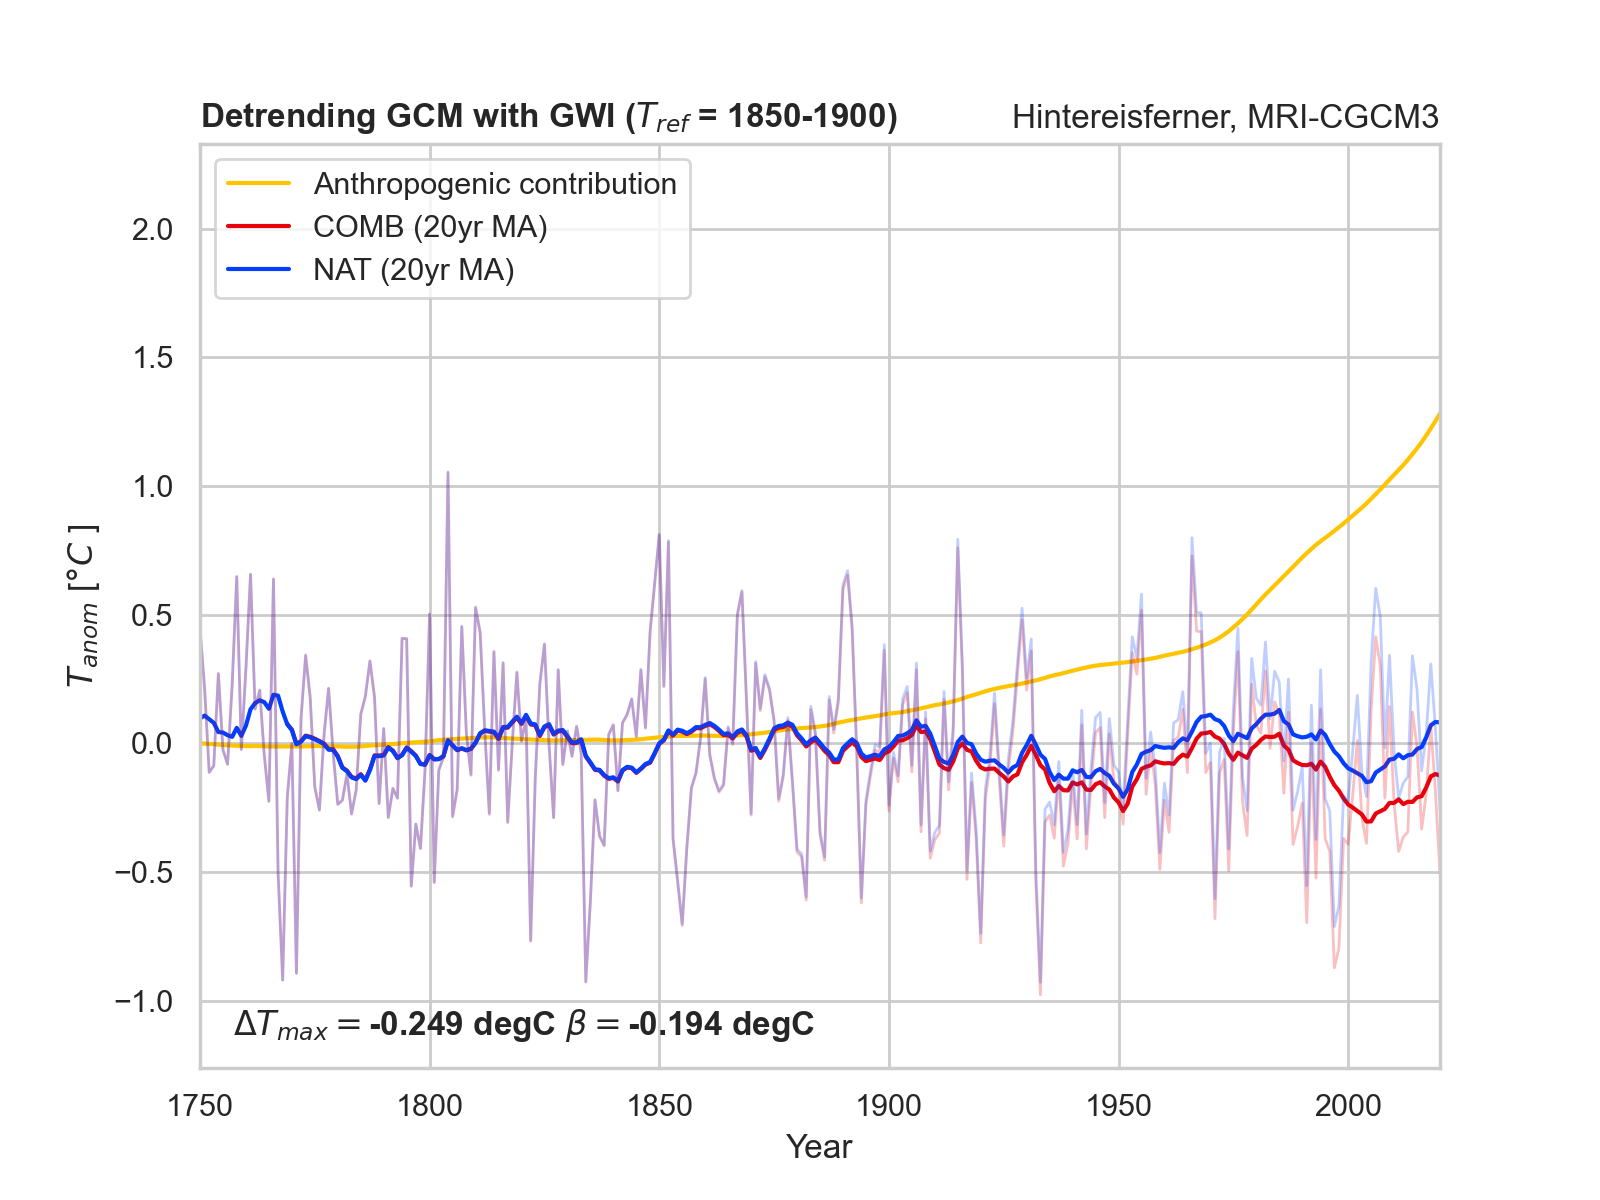 Detrending GCM with GWI (T_ref = 1850-1900)
Hintereisferner, MRI-CGCM3
Anthropogenic contribution
COMB (20yr MA)
NAT (20yr MA)
2.0
1.5
1.0
0.5
0.0
−0.5
−1.0
T_anom [°C ]
ΔT_max = -0.249 degC β = -0.194 degC
1750 1800 1850 1900 1950 2000
Year